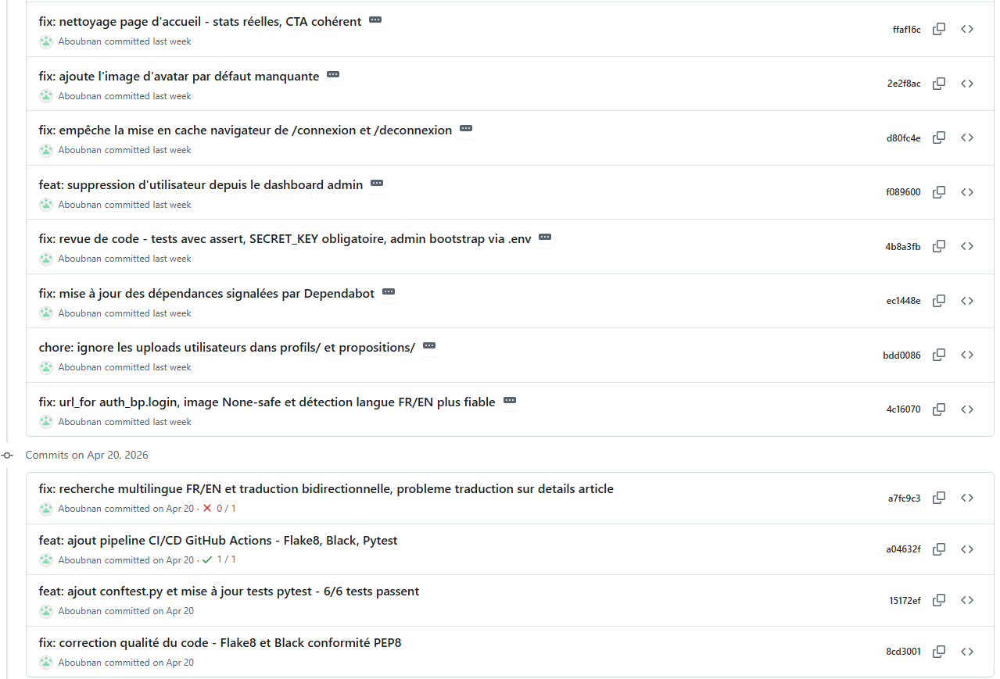 fix: nettoyage page d'accueil - stats réelles, CTA cohérent
ffaf16c
Aboubnan committed last week
fix: ajoute l'image d'avatar par défaut manquante
2e2f8ac
Aboubnan committed last week
fix: empêche la mise en cache navigateur de /connexion et /deconnexion
d80fc4e
Aboubnan committed last week
feat: suppression d'utilisateur depuis le dashboard admin
f089600
Aboubnan committed last week
fix: revue de code - tests avec assert, SECRET_KEY obligatoire, admin bootstrap via .env
4b8a3fb
Aboubnan committed last week
fix: mise à jour des dépendances signalées par Dependabot
ec1448e
Aboubnan committed last week
chore: ignore les uploads utilisateurs dans profils/ et propositions/
bdd0086
Aboubnan committed last week
fix: url_for auth_bp.login, image None-safe et détection langue FR/EN plus fiable
4c16070
Aboubnan committed last week
Commits on Apr 20, 2026
fix: recherche multilingue FR/EN et traduction bidirectionnelle, probleme traduction sur details article
a7fc9c3
Aboubnan committed on Apr 20 · 0 / 1
feat: ajout pipeline CI/CD GitHub Actions - Flake8, Black, Pytest
a04632f
Aboubnan committed on Apr 20 · 1 / 1
feat: ajout conftest.py et mise à jour tests pytest - 6/6 tests passent
15172ef
Aboubnan committed on Apr 20
fix: correction qualité du code - Flake8 et Black conformité PEP8
8cd3001
Aboubnan committed on Apr 20